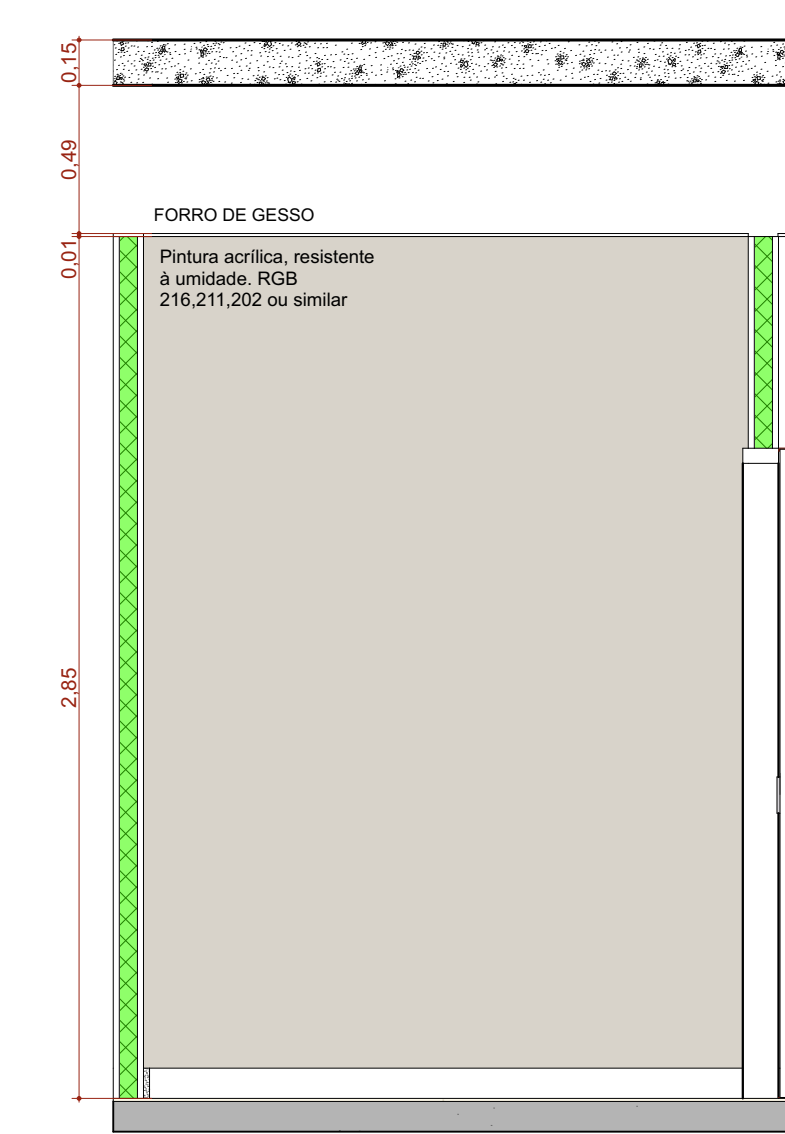 0,15
0,49
FORRO DE GESSO
0,01
Pintura acrílica, resistente
à umidade. RGB
216,211,202 ou similar
2,85